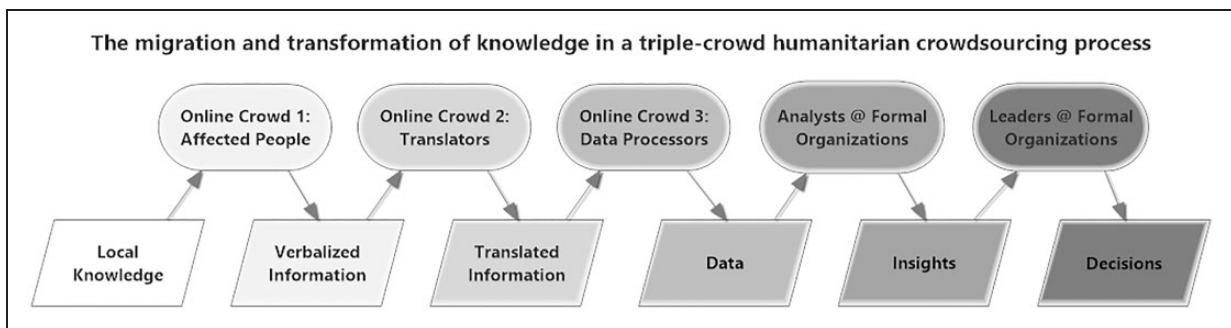 The migration and transformation of knowledge in a triple-crowd humanitarian crowdsourcing process
Online Crowd 1:
Affected People
Online Crowd 2:
Translators
Online Crowd 3:
Data Processors
Analysts @ Formal
Organizations
Leaders @ Formal
Organizations
Local
Knowledge
Verbalized
Information
Translated
Information
Data
Insights
Decisions